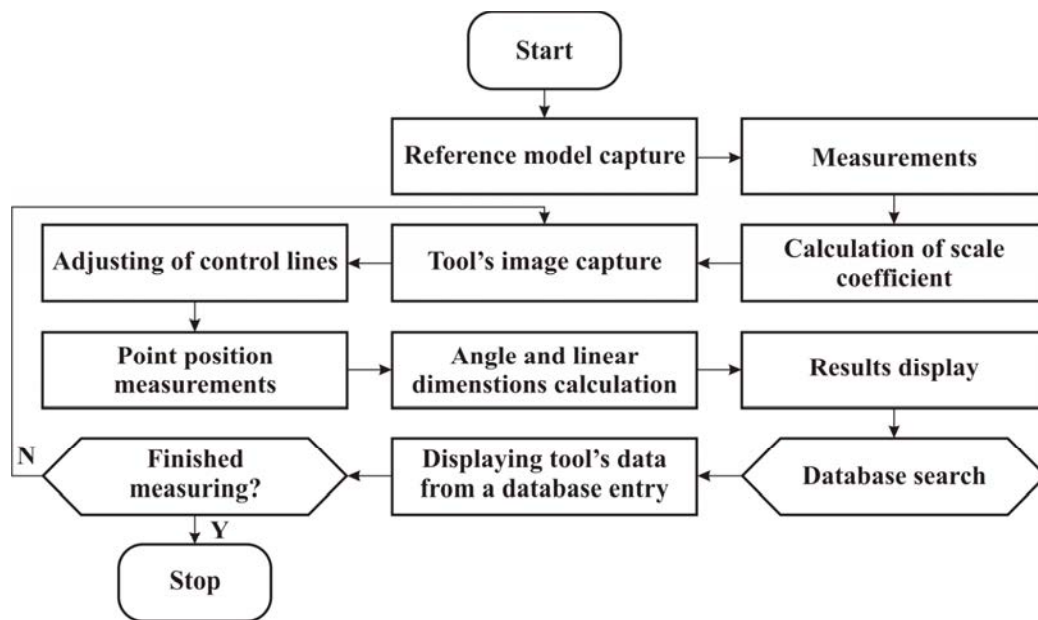 Start
Reference model capture
Measurements
Adjusting of control lines
Tool’s image capture
Calculation of scale
coefficient
Point position
measurements
Angle and linear
dimenstions calculation
Results display
N
Finished
measuring?
Displaying tool’s data
from a database entry
Database search
Y
Stop